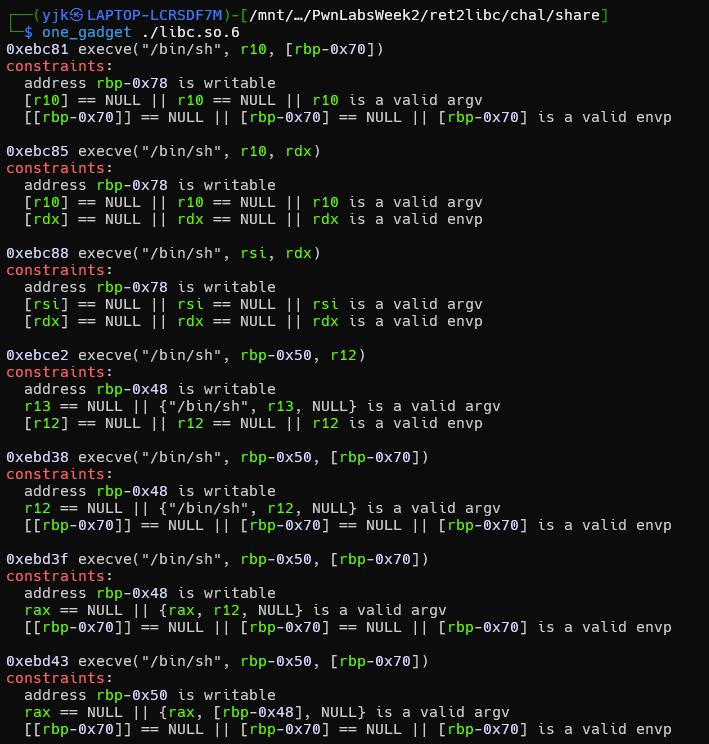 ┌──(yjk㉿LAPTOP-LCRSDF7M)-[/mnt/…/PwnLabsWeek2/ret2libc/chal/share]
└─$ one_gadget ./libc.so.6
0xebc81 execve("/bin/sh", r10, [rbp-0x70])
constraints:
  address rbp-0x78 is writable
  [r10] == NULL || r10 == NULL || r10 is a valid argv
  [[rbp-0x70]] == NULL || [rbp-0x70] == NULL || [rbp-0x70] is a valid envp

0xebc85 execve("/bin/sh", r10, rdx)
constraints:
  address rbp-0x78 is writable
  [r10] == NULL || r10 == NULL || r10 is a valid argv
  [rdx] == NULL || rdx == NULL || rdx is a valid envp

0xebc88 execve("/bin/sh", rsi, rdx)
constraints:
  address rbp-0x78 is writable
  [rsi] == NULL || rsi == NULL || rsi is a valid argv
  [rdx] == NULL || rdx == NULL || rdx is a valid envp

0xebce2 execve("/bin/sh", rbp-0x50, r12)
constraints:
  address rbp-0x48 is writable
  r13 == NULL || {"/bin/sh", r13, NULL} is a valid argv
  [r12] == NULL || r12 == NULL || r12 is a valid envp

0xebd38 execve("/bin/sh", rbp-0x50, [rbp-0x70])
constraints:
  address rbp-0x48 is writable
  r12 == NULL || {"/bin/sh", r12, NULL} is a valid argv
  [[rbp-0x70]] == NULL || [rbp-0x70] == NULL || [rbp-0x70] is a valid envp

0xebd3f execve("/bin/sh", rbp-0x50, [rbp-0x70])
constraints:
  address rbp-0x48 is writable
  rax == NULL || {rax, r12, NULL} is a valid argv
  [[rbp-0x70]] == NULL || [rbp-0x70] == NULL || [rbp-0x70] is a valid envp

0xebd43 execve("/bin/sh", rbp-0x50, [rbp-0x70])
constraints:
  address rbp-0x50 is writable
  rax == NULL || {rax, [rbp-0x48], NULL} is a valid argv
  [[rbp-0x70]] == NULL || [rbp-0x70] == NULL || [rbp-0x70] is a valid envp